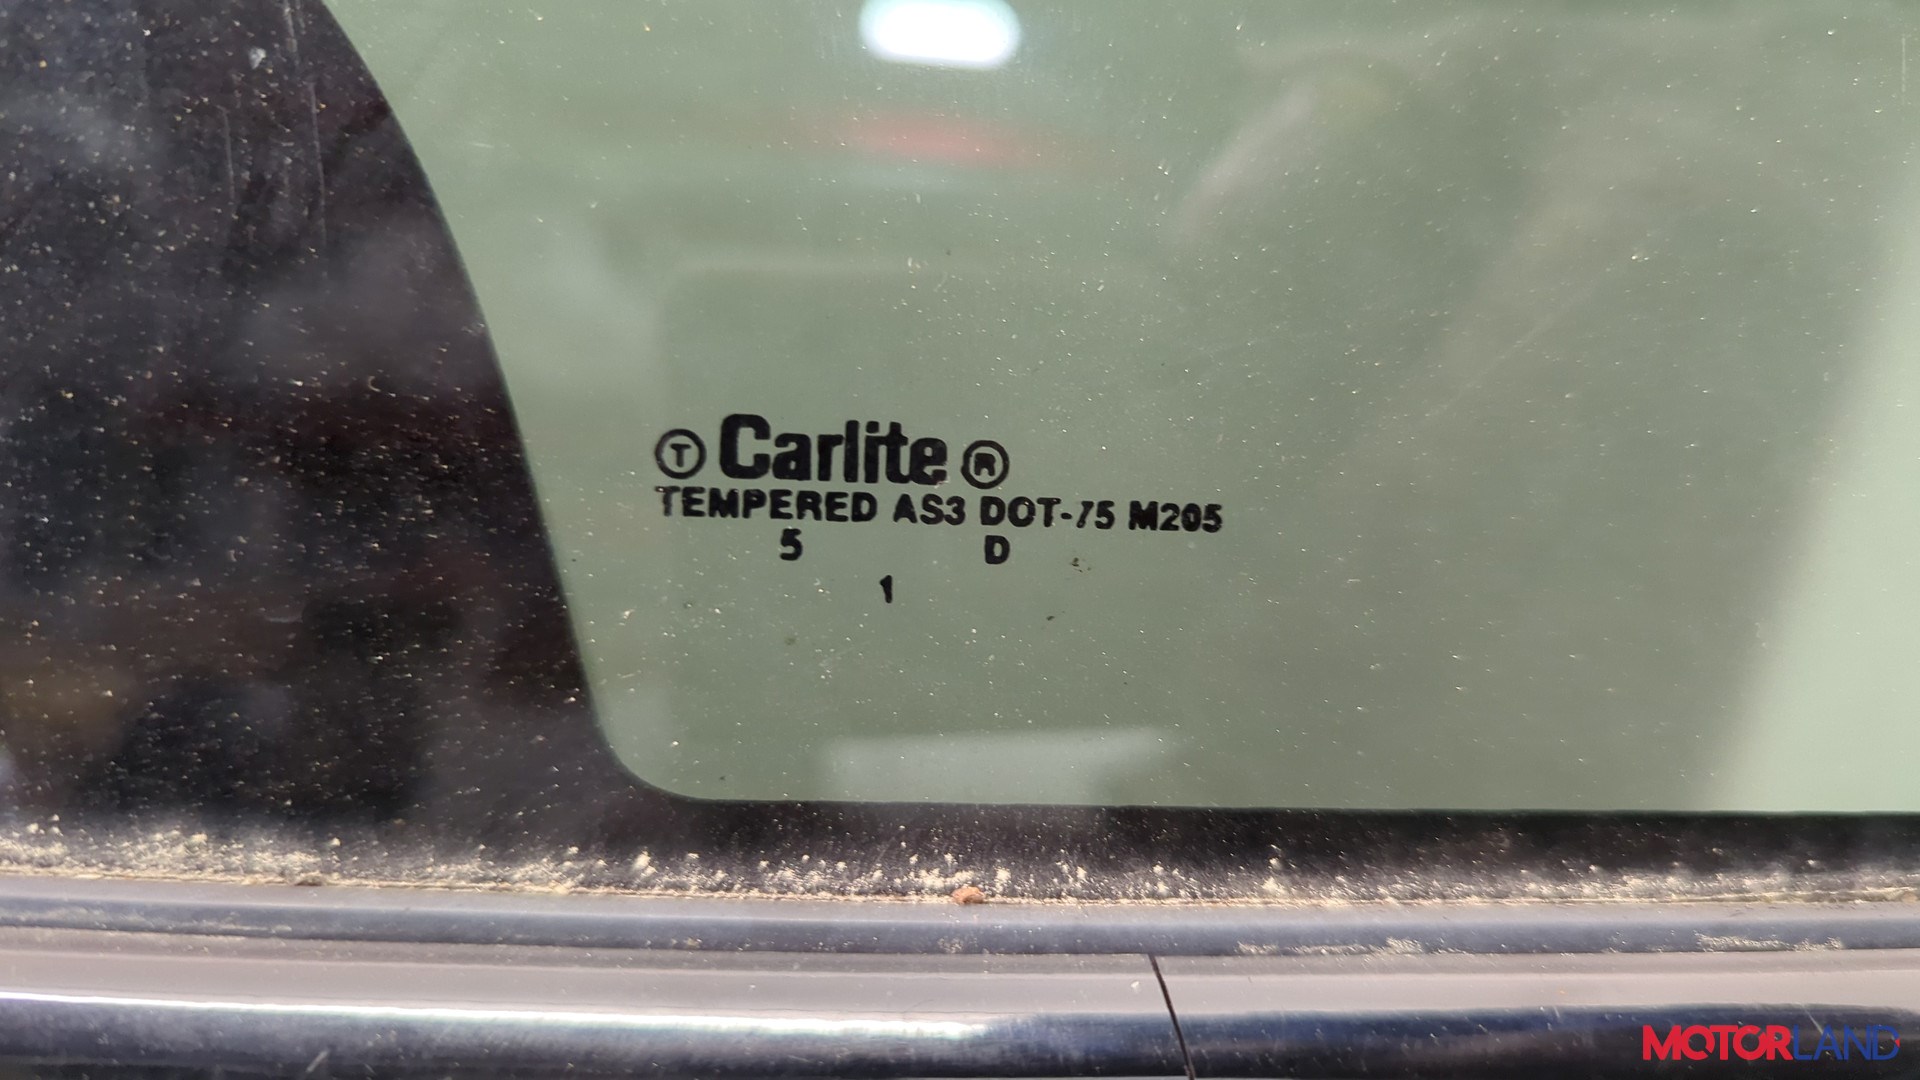 Ⓣ Carlite ®
TEMPERED AS3 DOT-75 M205
5 D
1
MOTORLAND